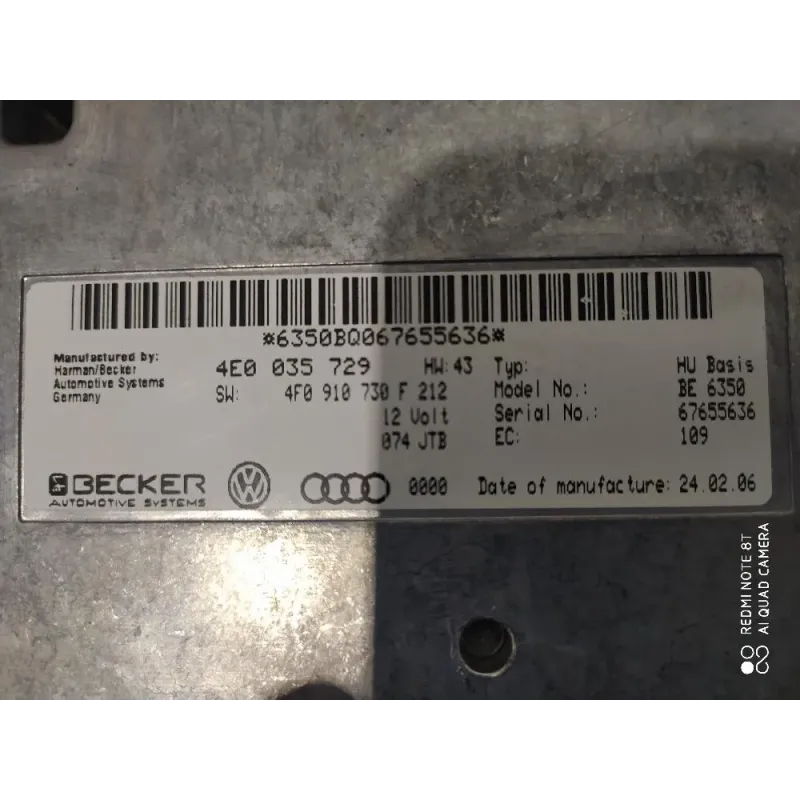 *6350BQ067655636*
Manufactured by:
Harman/Becker
Automotive Systems
Germany
4E0 035 729 HW: 43
SW: 4F0 910 730 F 212
12 Volt
074 JTB
Typ: HU Basis
Model No.: BE 6350
Serial No.: 67655636
EC: 109
BECKER
AUTOMOTIVE SYSTEMS
0000
Date of manufacture: 24.02.06
REDMI NOTE 8T
AI QUAD CAMERA